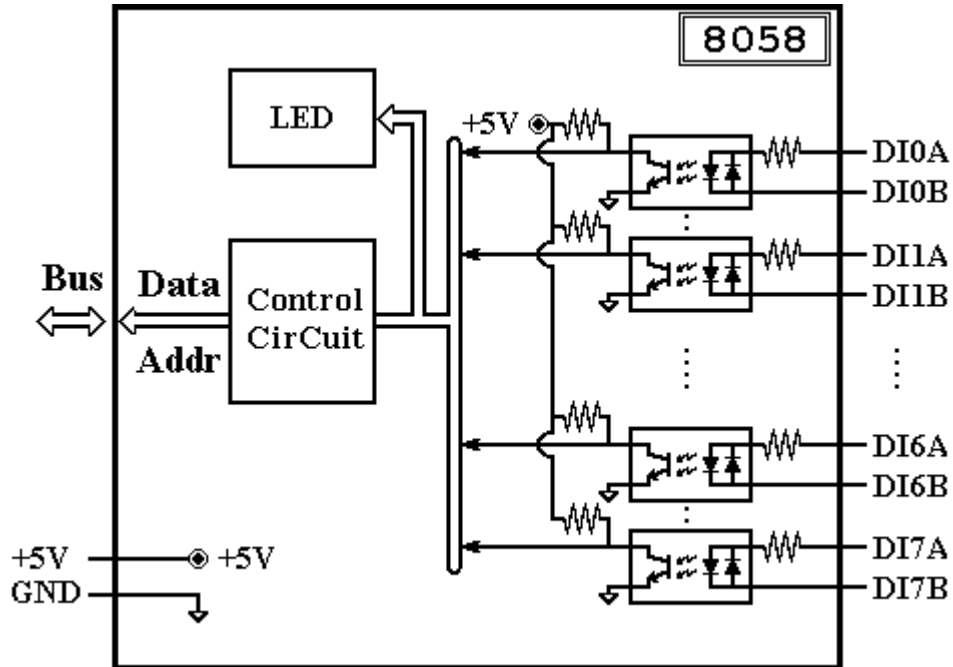 8058
LED
+5V
DI0A
DI0B
DI1A
DI1B
Bus
Data
Addr
Control
CirCuit
DI6A
DI6B
DI7A
DI7B
+5V
+5V
GND